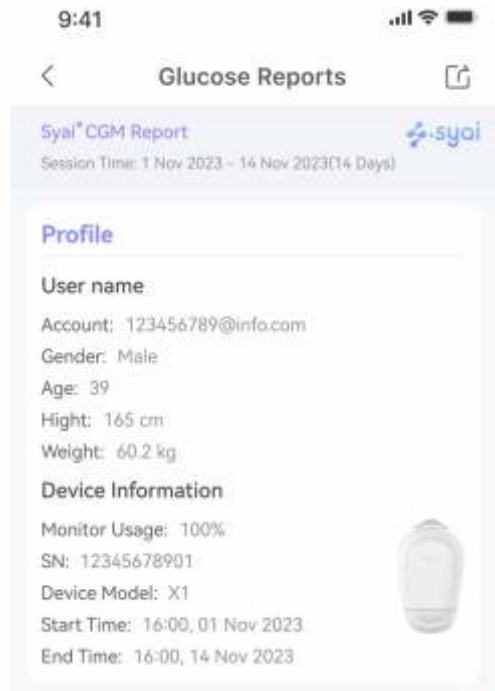 9:41
Glucose Reports
Syai® CGM Report
syai
Session Time: 1 Nov 2023 - 14 Nov 2023(14 Days)
Profile
User name
Account: 123456789@info.com
Gender: Male
Age: 39
Hight: 165 cm
Weight: 60.2 kg
Device Information
Monitor Usage: 100%
SN: 12345678901
Device Model: X1
Start Time: 16:00, 01 Nov 2023
End Time: 16:00, 14 Nov 2023